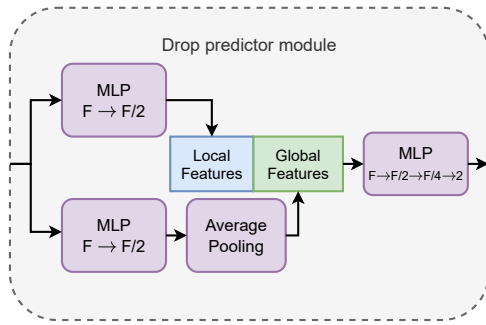 Drop predictor module
MLP
F → F/2
Local
Features
Global
Features
MLP
F→F/2→F/4→2
MLP
F → F/2
Average
Pooling